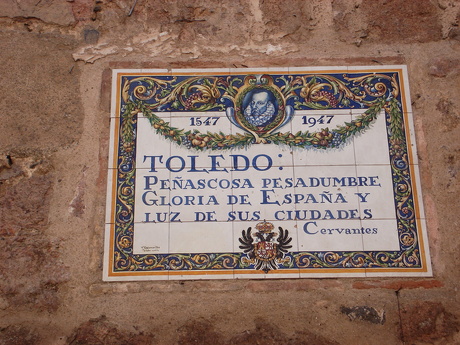 1547 1947
TOLEDO:
PEÑASCOSA PESADUMBRE
GLORIA DE ESPAÑA Y
LUZ DE SUS CIUDADES
CERVANTES